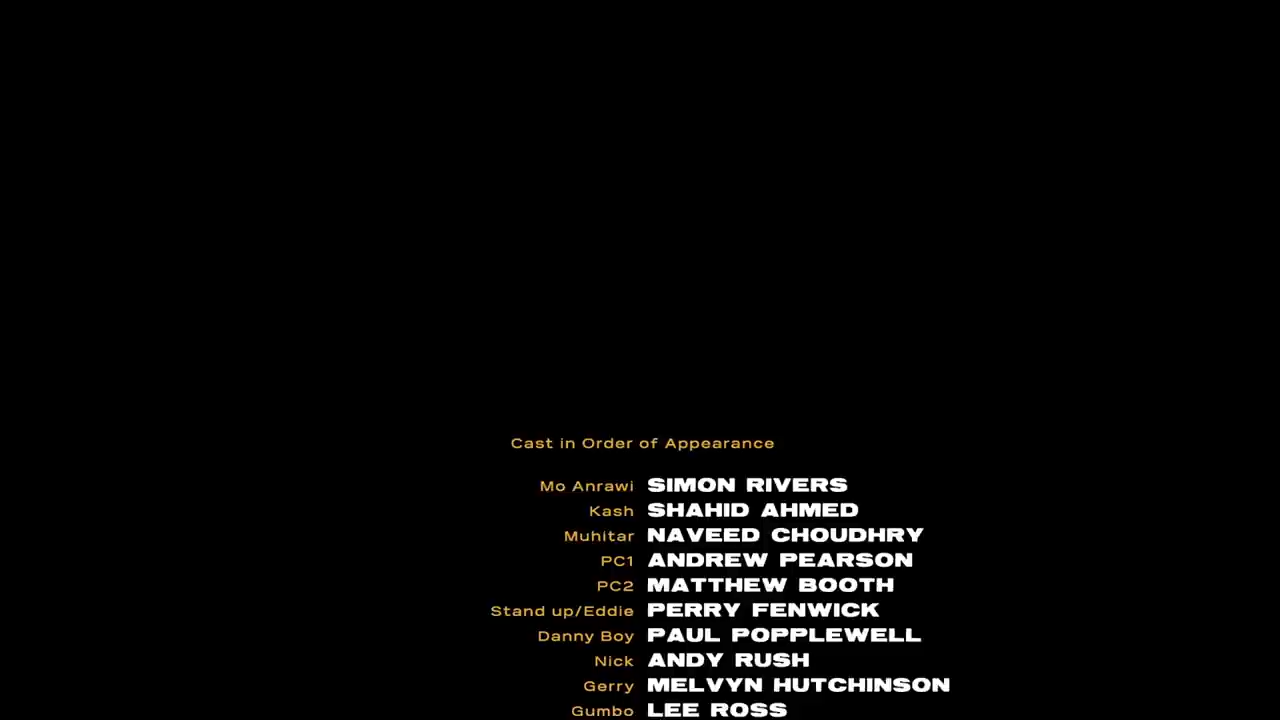 Cast in Order of Appearance
Mo Anrawi SIMON RIVERS
Kash SHAHID AHMED
Muhitar NAVEED CHOUDHRY
PC1 ANDREW PEARSON
PC2 MATTHEW BOOTH
Stand up/Eddie PERRY FENWICK
Danny Boy PAUL POPPLEWELL
Nick ANDY RUSH
Gerry MELVYN HUTCHINSON
Gumbo LEE ROSS